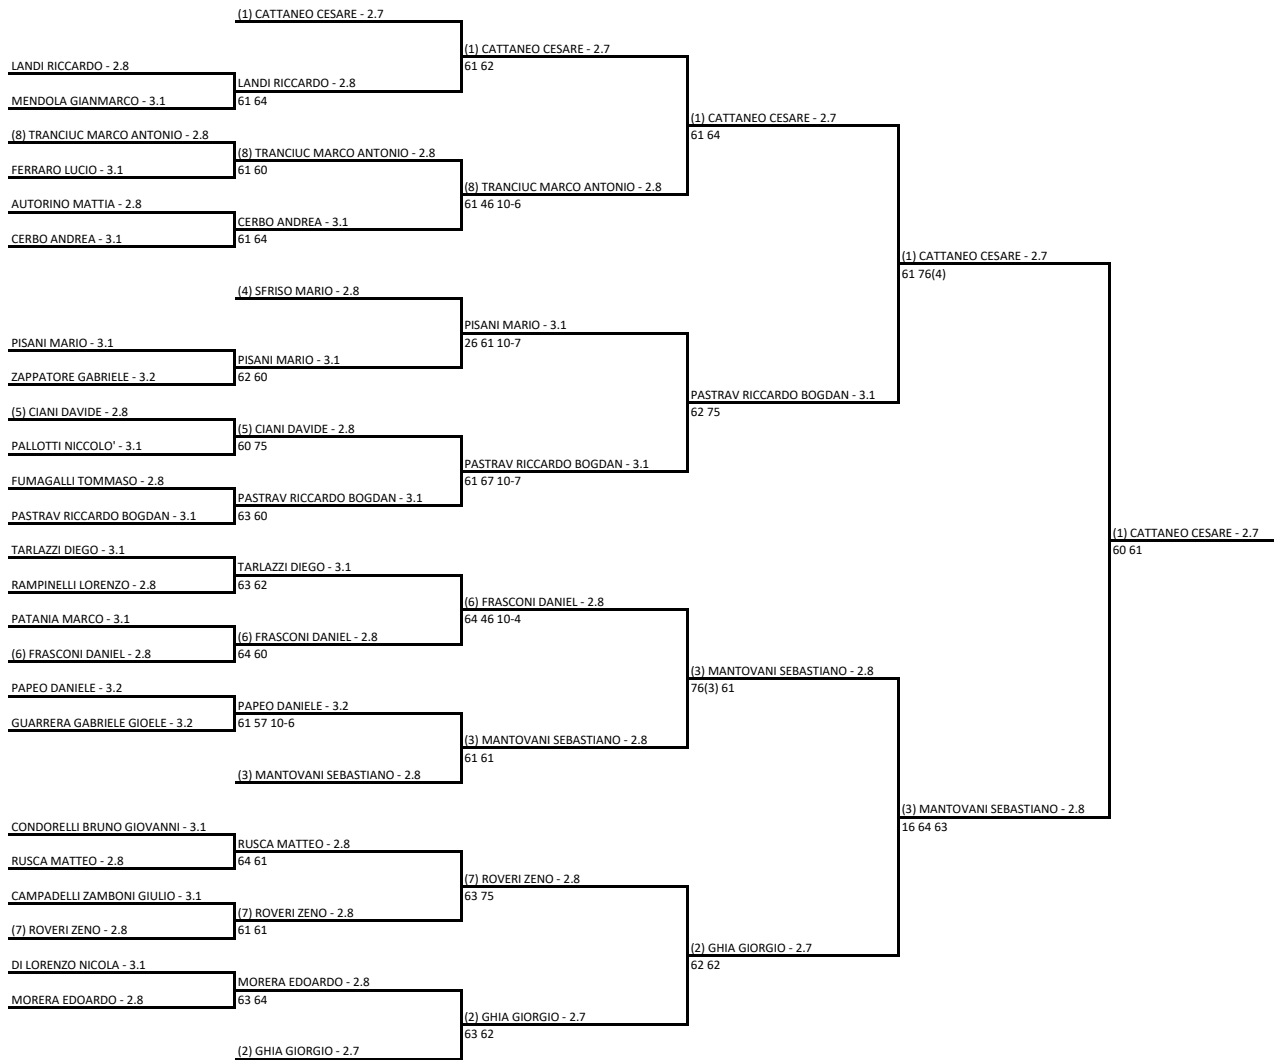 (1) CATTANEO CESARE - 2.7
LANDI RICCARDO - 2.8
MENDOLA GIANMARCO - 3.1
(8) TRANCIUC MARCO ANTONIO - 2.8
FERRARO LUCIO - 3.1
AUTORINO MATTIA - 2.8
CERBO ANDREA - 3.1
(4) SFRISO MARIO - 2.8
PISANI MARIO - 3.1
ZAPPATORE GABRIELE - 3.2
(5) CIANI DAVIDE - 2.8
PALLOTTI NICCOLO' - 3.1
FUMAGALLI TOMMASO - 2.8
PASTRAV RICCARDO BOGDAN - 3.1
TARLAZZI DIEGO - 3.1
RAMPINELLI LORENZO - 2.8
PATANIA MARCO - 3.1
(6) FRASCONI DANIEL - 2.8
PAPEO DANIELE - 3.2
GUARRERA GABRIELE GIOELE - 3.2
(3) MANTOVANI SEBASTIANO - 2.8
CONDORELLI BRUNO GIOVANNI - 3.1
RUSCA MATTEO - 2.8
CAMPADELLI ZAMBONI GIULIO - 3.1
(7) ROVERI ZENO - 2.8
DI LORENZO NICOLA - 3.1
MORERA EDOARDO - 2.8
(2) GHIA GIORGIO - 2.7
LANDI RICCARDO - 2.8
61 64
(8) TRANCIUC MARCO ANTONIO - 2.8
61 60
CERBO ANDREA - 3.1
61 64
PISANI MARIO - 3.1
62 60
(5) CIANI DAVIDE - 2.8
60 75
PASTRAV RICCARDO BOGDAN - 3.1
63 60
TARLAZZI DIEGO - 3.1
63 62
(6) FRASCONI DANIEL - 2.8
64 60
PAPEO DANIELE - 3.2
61 57 10-6
RUSCA MATTEO - 2.8
64 61
(7) ROVERI ZENO - 2.8
61 61
MORERA EDOARDO - 2.8
63 64
(1) CATTANEO CESARE - 2.7
61 62
(8) TRANCIUC MARCO ANTONIO - 2.8
61 46 10-6
PISANI MARIO - 3.1
26 61 10-7
PASTRAV RICCARDO BOGDAN - 3.1
61 67 10-7
(6) FRASCONI DANIEL - 2.8
64 46 10-4
(3) MANTOVANI SEBASTIANO - 2.8
61 61
(7) ROVERI ZENO - 2.8
63 75
(2) GHIA GIORGIO - 2.7
63 62
(1) CATTANEO CESARE - 2.7
61 64
PASTRAV RICCARDO BOGDAN - 3.1
62 75
(3) MANTOVANI SEBASTIANO - 2.8
76(3) 61
(2) GHIA GIORGIO - 2.7
62 62
(1) CATTANEO CESARE - 2.7
61 76(4)
(3) MANTOVANI SEBASTIANO - 2.8
16 64 63
(1) CATTANEO CESARE - 2.7
60 61